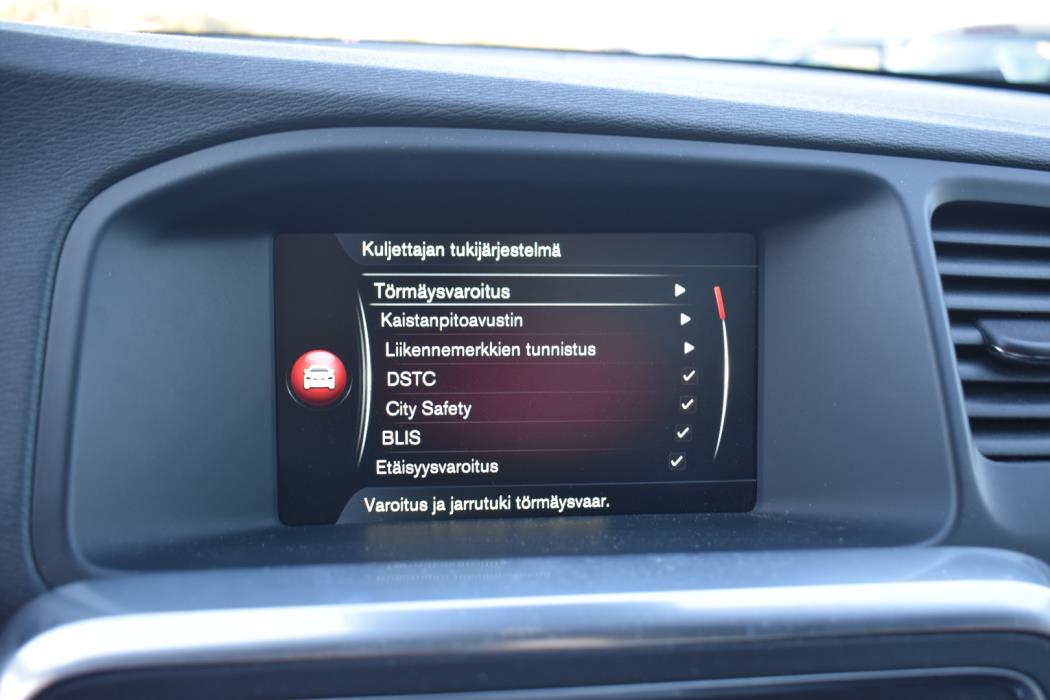 Kuljettajan tukijärjestelmä
Törmäysvaroitus
Kaistanpitoavustin
Liikennemerkkien tunnistus
DSTC
City Safety
BLIS
Etäisyysvaroitus
Varoitus ja jarrutuki törmäysvaar.